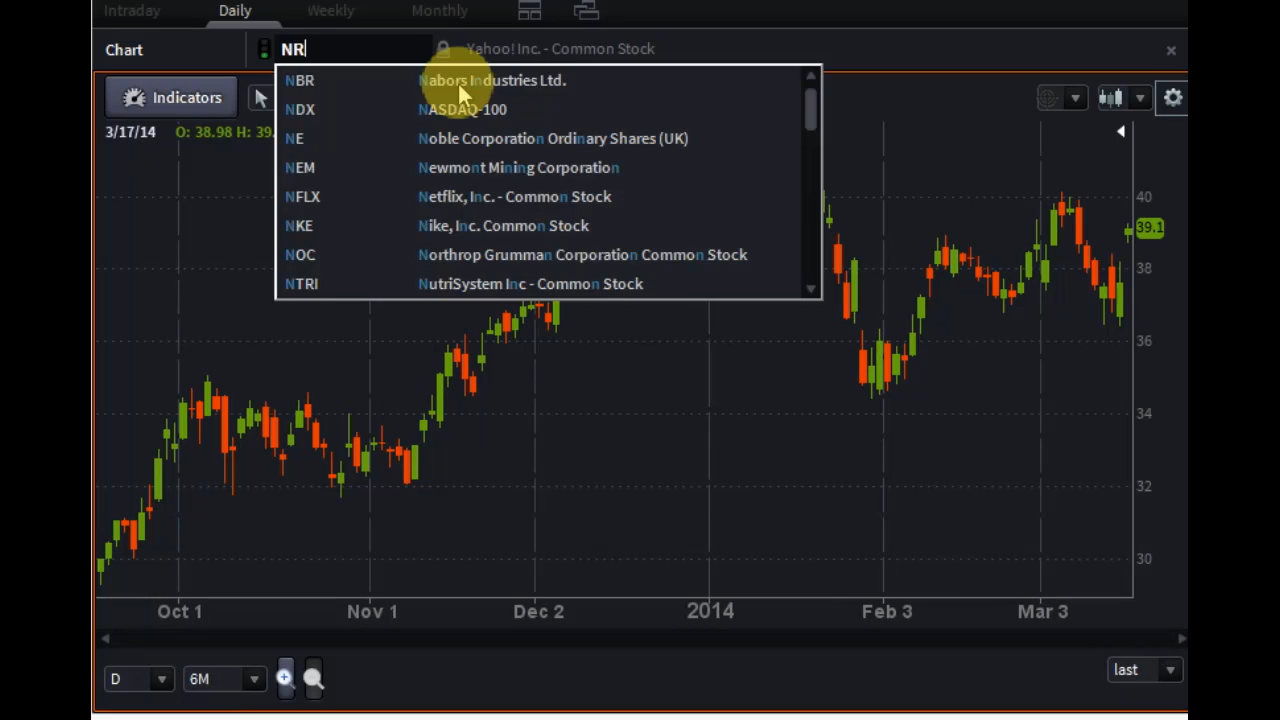 Intraday Daily Weekly Monthly
Chart NR Yahoo! Inc. - Common Stock
Indicators
NBR Nabors Industries Ltd.
NDX NASDAQ-100
NE Noble Corporation Ordinary Shares (UK)
NEM Newmont Mining Corporation
NFLX Netflix, Inc. - Common Stock
NKE Nike, Inc. Common Stock
NOC Northrop Grumman Corporation Common Stock
NTRI NutriSystem Inc - Common Stock
3/17/14 O: 38.98 H: 39.
40
39.1
38
36
34
32
30
Oct 1 Nov 1 Dec 2 2014 Feb 3 Mar 3
D 6M last